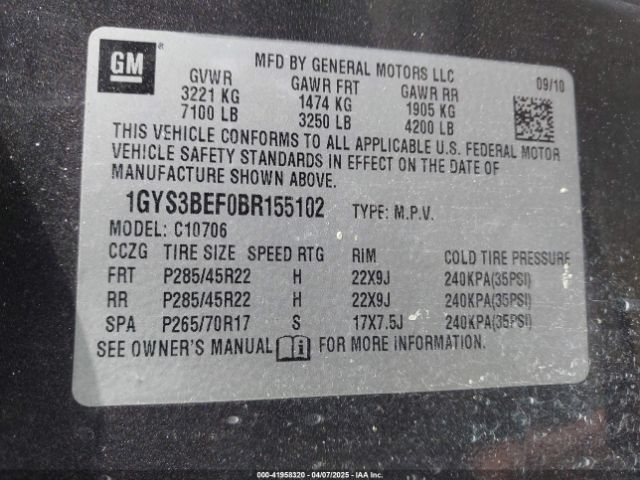 GM ®
MFD BY GENERAL MOTORS LLC
GVWR GAWR FRT GAWR RR 09/10
3221 KG 1474 KG 1905 KG
7100 LB 3250 LB 4200 LB
THIS VEHICLE CONFORMS TO ALL APPLICABLE U.S. FEDERAL MOTOR
VEHICLE SAFETY STANDARDS IN EFFECT ON THE DATE OF
MANUFACTURE SHOWN ABOVE.
1GYS3BEF0BR155102 TYPE: M.P.V.
MODEL: C10706
CCZG TIRE SIZE SPEED RTG RIM COLD TIRE PRESSURE
FRT P285/45R22 H 22X9J 240KPA(35PSI)
RR P285/45R22 H 22X9J 240KPA(35PSI)
SPA P265/70R17 S 17X7.5J 240KPA(35PSI)
SEE OWNER'S MANUAL i FOR MORE INFORMATION.
000-41958320 - 04/07/2025 - IAAI.COM